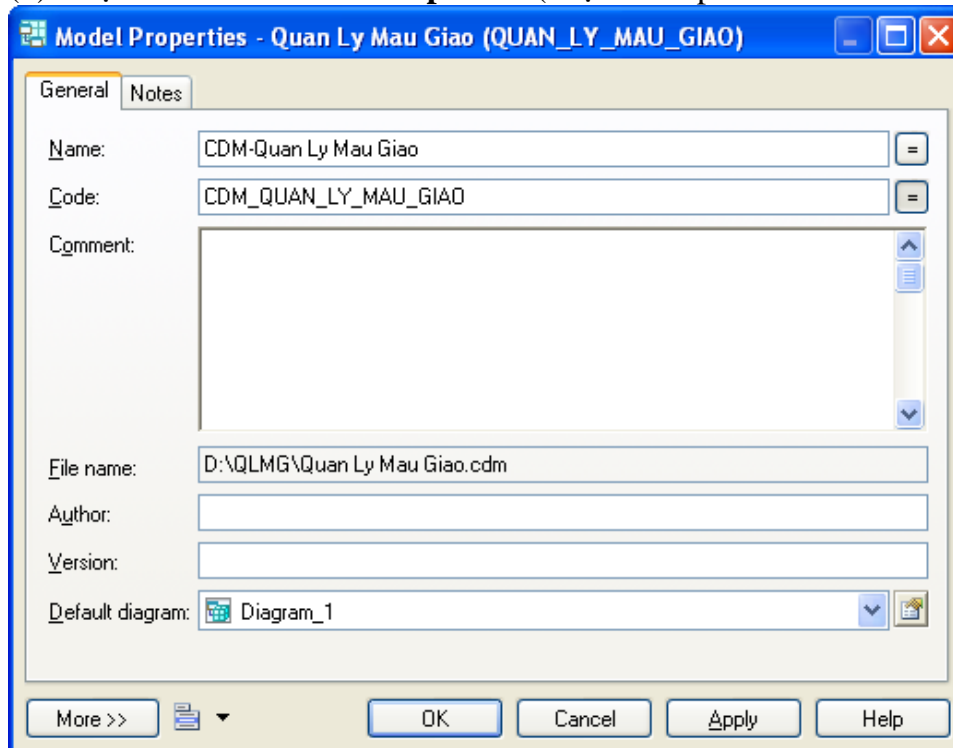 Model Properties - Quan Ly Mau Giao (QUAN_LY_MAU_GIAO)
General Notes
Name: CDM-Quan Ly Mau Giao =
Code: CDM_QUAN_LY_MAU_GIAO =
Comment:
File name: D:\QLMG\Quan Ly Mau Giao.cdm
Author:
Version:
Default diagram: Diagram_1
More >> OK Cancel Apply Help